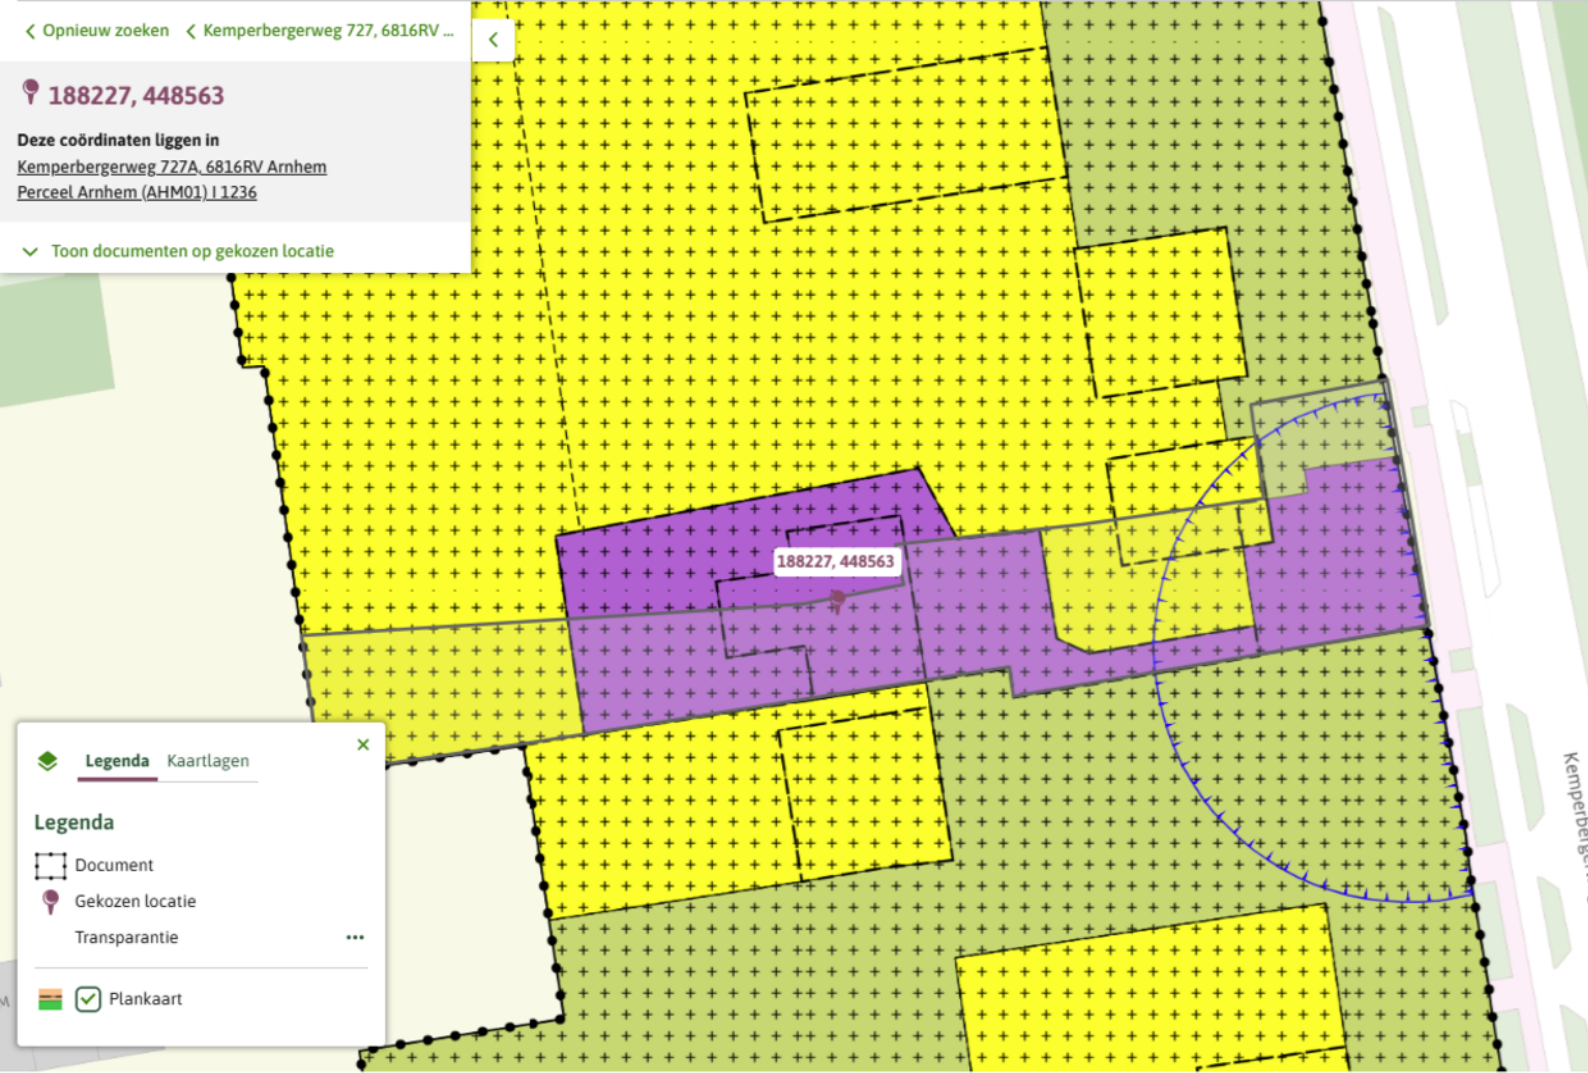 Opnieuw zoeken Kemperbergerweg 727, 6816RV ...
188227, 448563
Deze coördinaten liggen in
Kemperbergerweg 727A, 6816RV Arnhem
Perceel Arnhem (AHM01) I 1236
Toon documenten op gekozen locatie
188227, 448563
Legenda Kaartlagen
Legenda
Document
Gekozen locatie
Transparantie
Plankaart